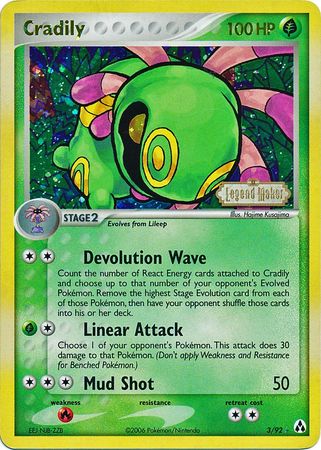 Cradily 100 HP
Legend Maker
Illus. Hajime Kusajima
STAGE2
Evolves from Lileep
Devolution Wave
Count the number of React Energy cards attached to Cradily
and choose up to that number of your opponent's Evolved
Pokémon. Remove the highest Stage Evolution card from each
of those Pokémon, then have your opponent shuffle those cards
into his or her deck.
Linear Attack
Choose 1 of your opponent's Pokémon. This attack does 30
damage to that Pokémon. (Don't apply Weakness and Resistance
for Benched Pokémon.)
Mud Shot 50
weakness resistance retreat cost
EEJ NJB-ZZB ©2006 Pokémon/Nintendo 3/92